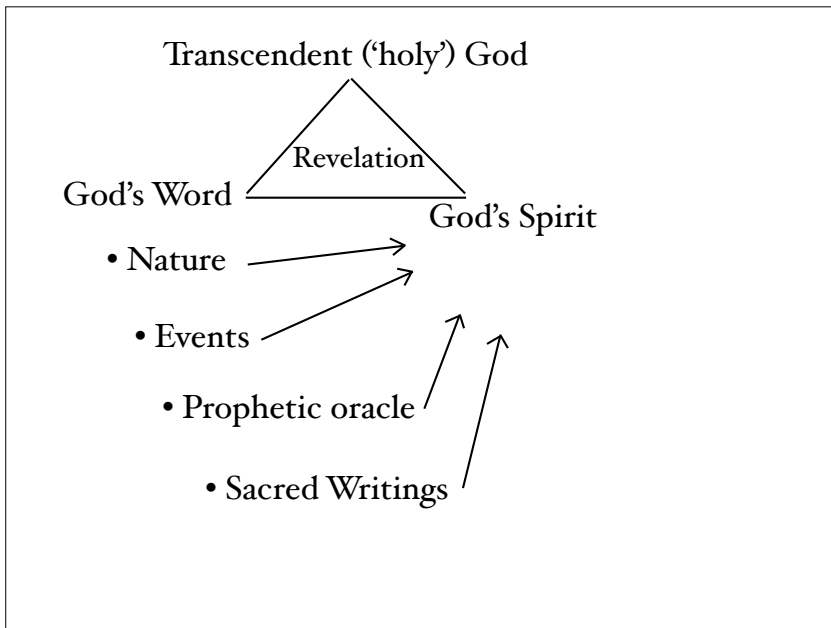 Transcendent (‘holy’) God
Revelation
God’s Word
God’s Spirit
• Nature
• Events
• Prophetic oracle
• Sacred Writings